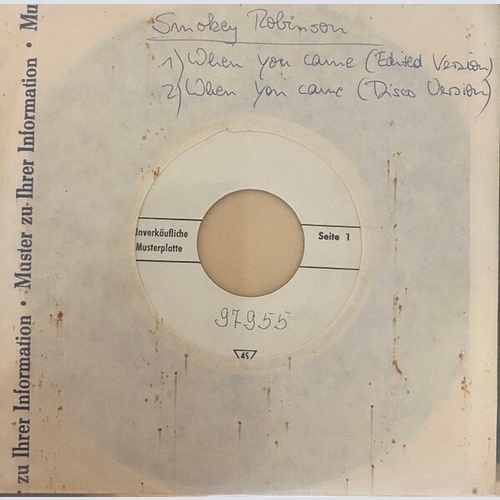 Smokey Robinson
1) When you came (Edited Version)
2) When you came (Disco Version)
zu Ihrer Information • Muster zu Ihrer Information • Mu
Inverkäufliche
Musterplatte
Seite 1
97955
45